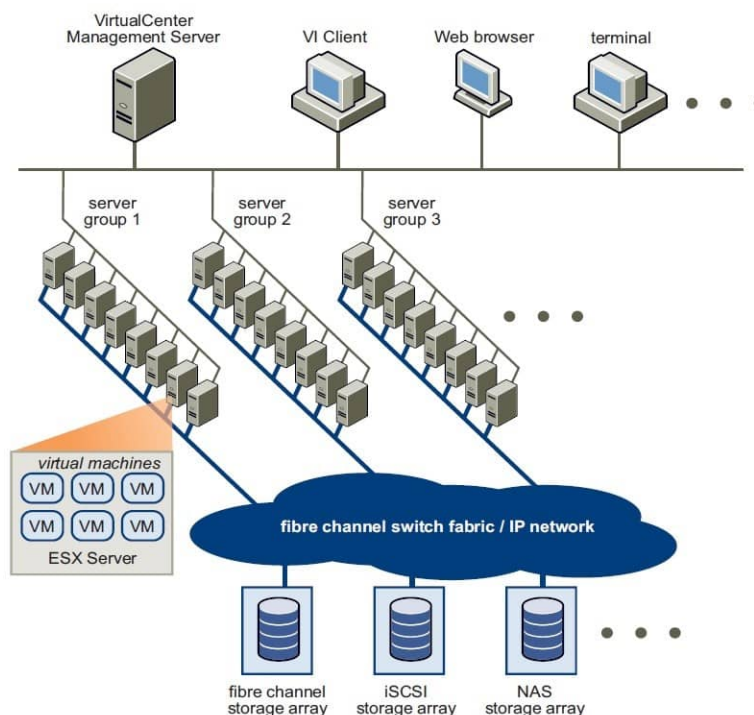 VirtualCenter
Management Server
VI Client
Web browser
terminal
server
group 1
server
group 2
server
group 3
virtual machines
VM VM VM
VM VM VM
ESX Server
fibre channel switch fabric / IP network
fibre channel
storage array
iSCSI
storage array
NAS
storage array